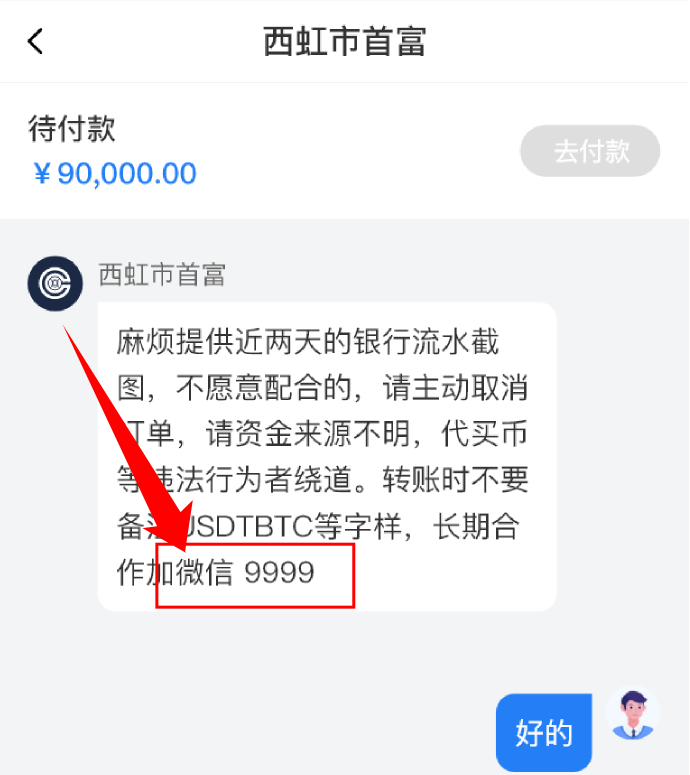 西虹市首富
待付款
去付款
￥90,000.00
西虹市首富
麻烦提供近两天的银行流水截
图，不愿意配合的，请主动取消
订单，请资金来源不明，代买币
等违法行为者绕道。转账时不要
备注USDTBTC等字样，长期合
作加微信 9999
好的